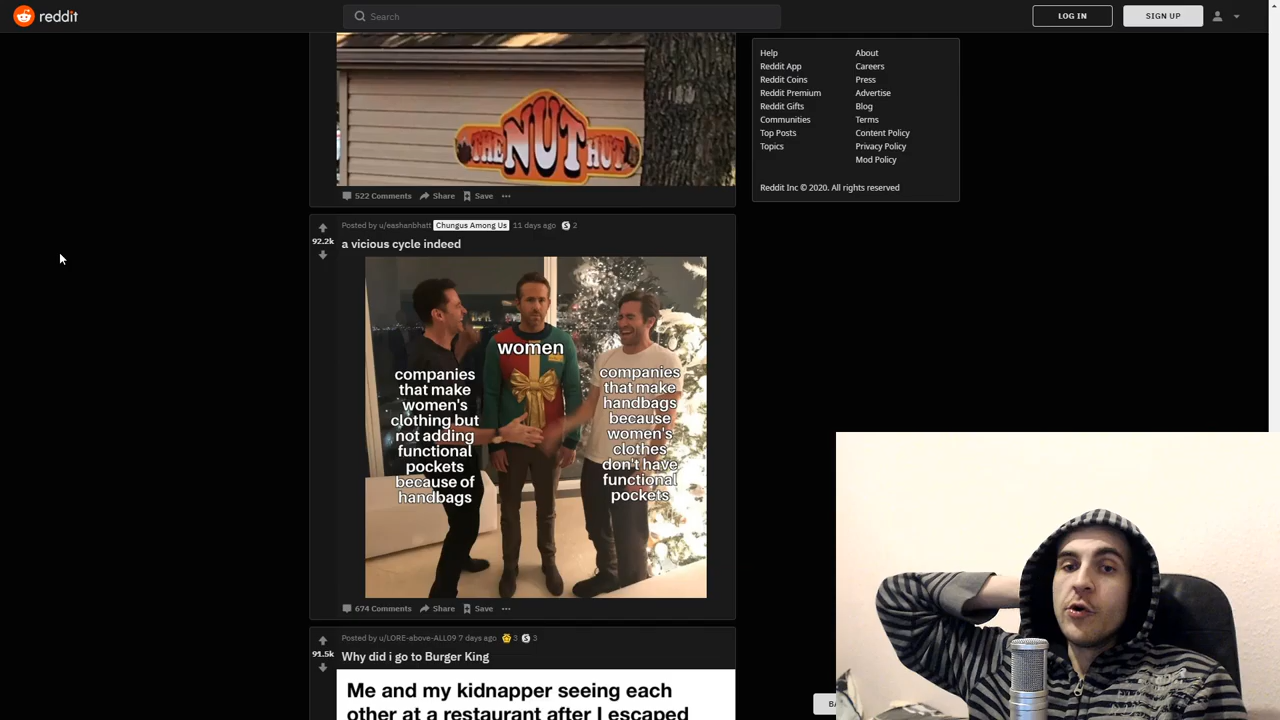 reddit
Search
LOG IN
SIGN UP
THE NUT HUT
522 Comments
Share
Save
Help
About
Reddit App
Careers
Reddit Coins
Press
Reddit Premium
Advertise
Reddit Gifts
Blog
Communities
Terms
Top Posts
Content Policy
Topics
Privacy Policy
Mod Policy
Reddit Inc © 2020. All rights reserved
Posted by u/eashanbhatt Chungus Among Us 11 days ago S 2
92.2k
a vicious cycle indeed
women
companies
that make
women's
clothing but
not adding
functional
pockets
because of
handbags
companies
that make
handbags
because
women's
clothes
don't have
functional
pockets
674 Comments
Share
Save
Posted by u/LORE-above-ALL09 7 days ago 3 S 3
91.5k
Why did i go to Burger King
Me and my kidnapper seeing each
other at a restaurant after I escaped